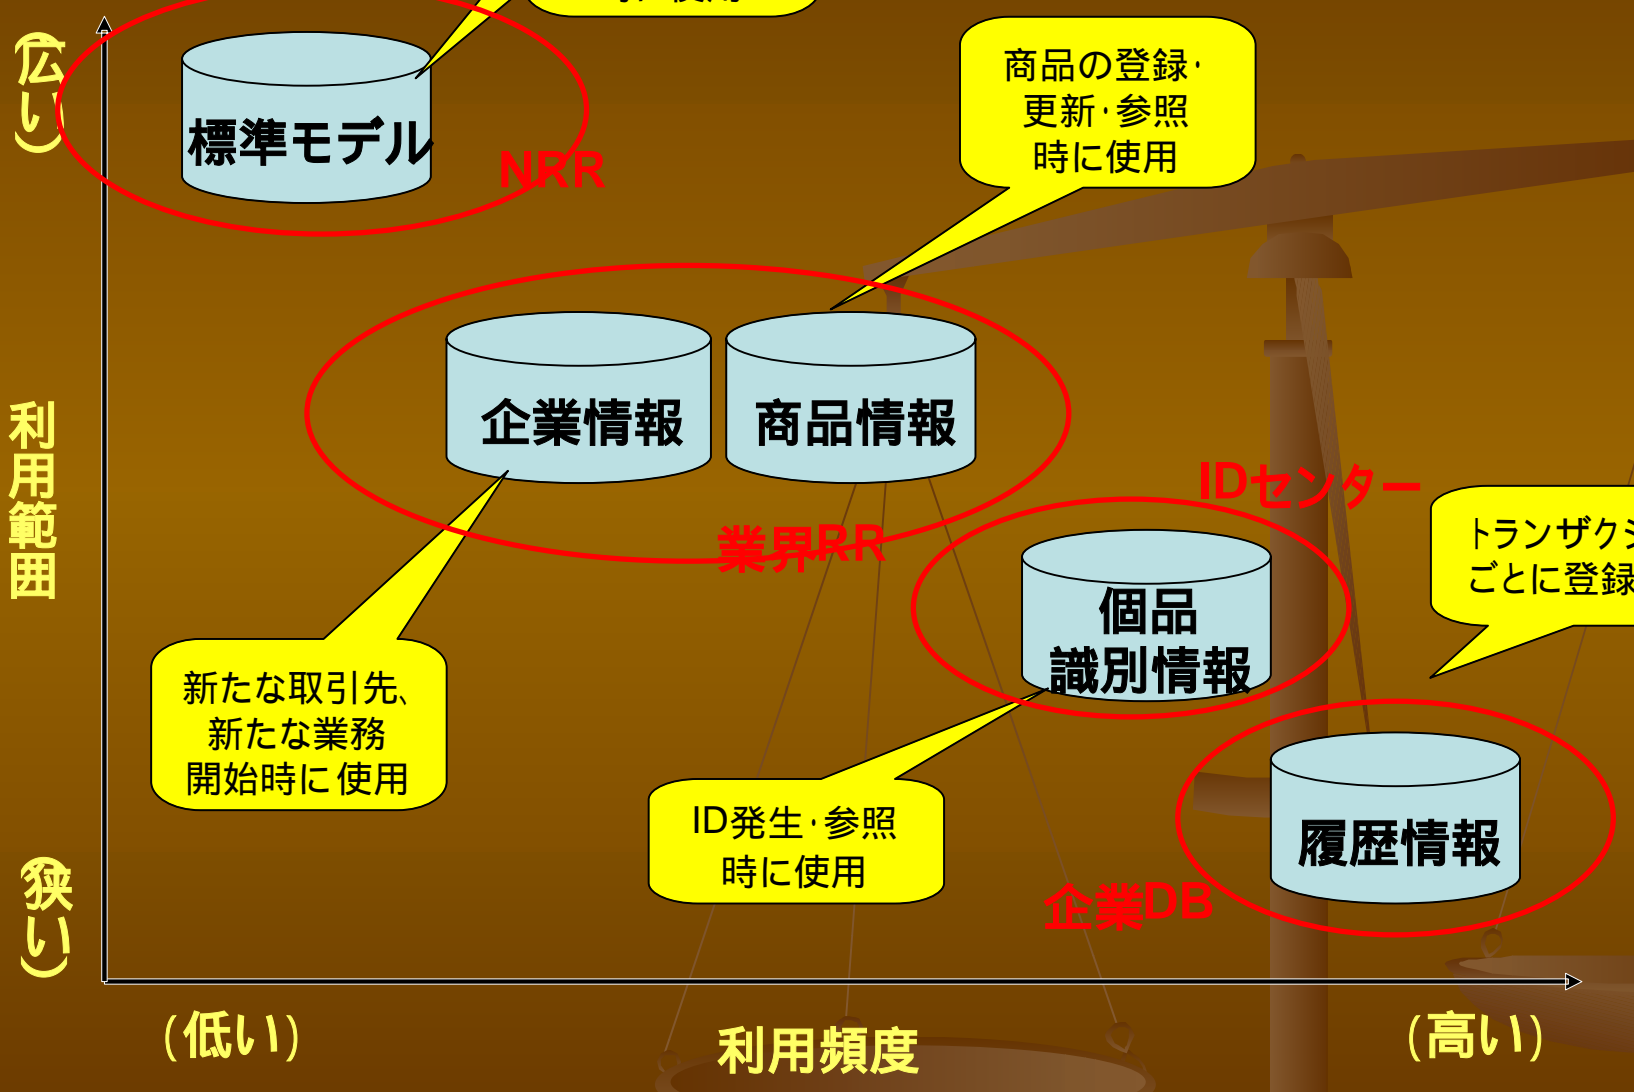 時に使用
(広い)
標準モデル
NRR
商品の登録・
更新・参照
時に使用
企業情報
商品情報
業界RR
利用範囲
IDセンター
トランザクシ
ごとに登録
個品
識別情報
新たな取引先、
新たな業務
開始時に使用
ID発生・参照
時に使用
履歴情報
企業DB
(狭い)
(低い)
利用頻度
(高い)